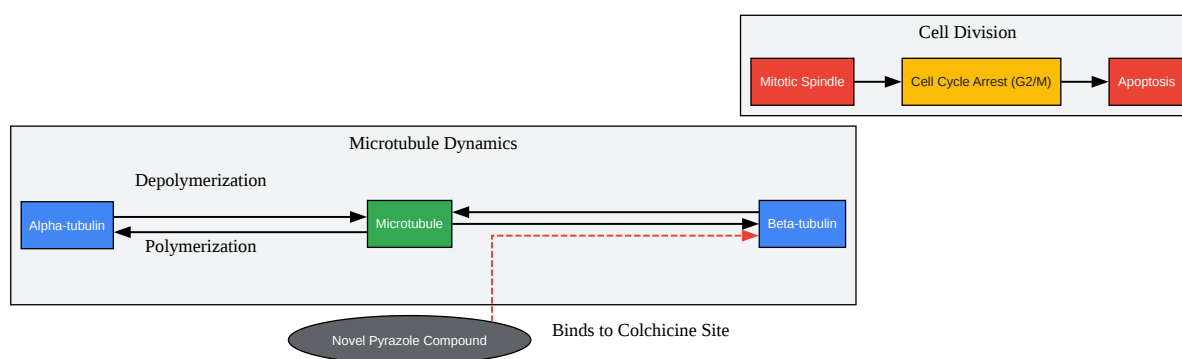 Cell Division
Mitotic Spindle
Cell Cycle Arrest (G2/M)
Apoptosis
Microtubule Dynamics
Depolymerization
Alpha-tubulin
Microtubule
Beta-tubulin
Polymerization
Novel Pyrazole Compound
Binds to Colchicine Site